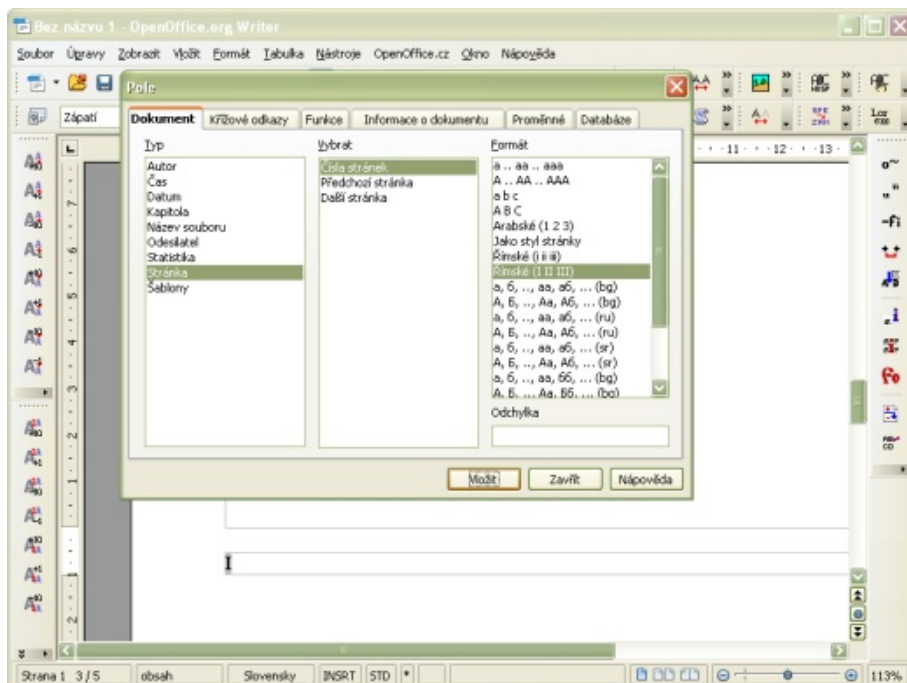 Bez názvu 1 - OpenOffice.org Writer
Soubor Úpravy Zobrazit Vložit Formát Tabulka Nástroje OpenOffice.cz Okno Nápověda
Pole
Zápatí
Dokument Křížové odkazy Funkce Informace o dokumentu Proměnné Databáze
Typ
Autor
Čas
Datum
Kapitola
Název souboru
Odesilatel
Statistika
Stránka
Šablony
Vybrat
Čísla stránek
Předchozí stránka
Další stránka
Formát
a .. aa .. aaa
A .. AA .. AAA
a b c
A B C
Arabské (1 2 3)
Jako styl stránky
Římské (i ii iii)
Římské (I II III)
а, б, .., аа, аб, ... (bg)
А, Б, .., Аа, Аб, ... (bg)
а, б, .., аа, аб, ... (ru)
А, Б, .., Аа, Аб, ... (ru)
а, б, .., аа, аб, ... (sr)
А, Б, .., Аа, Аб, ... (sr)
а, б, .., аа, бб, ... (bg)
А, Б, .., Аа, Бб, ... (bg)
Odchylka
Vložit Zavřít Nápověda
I
Strana 1 3/5 obsah Slovensky INSRT STD * 113%